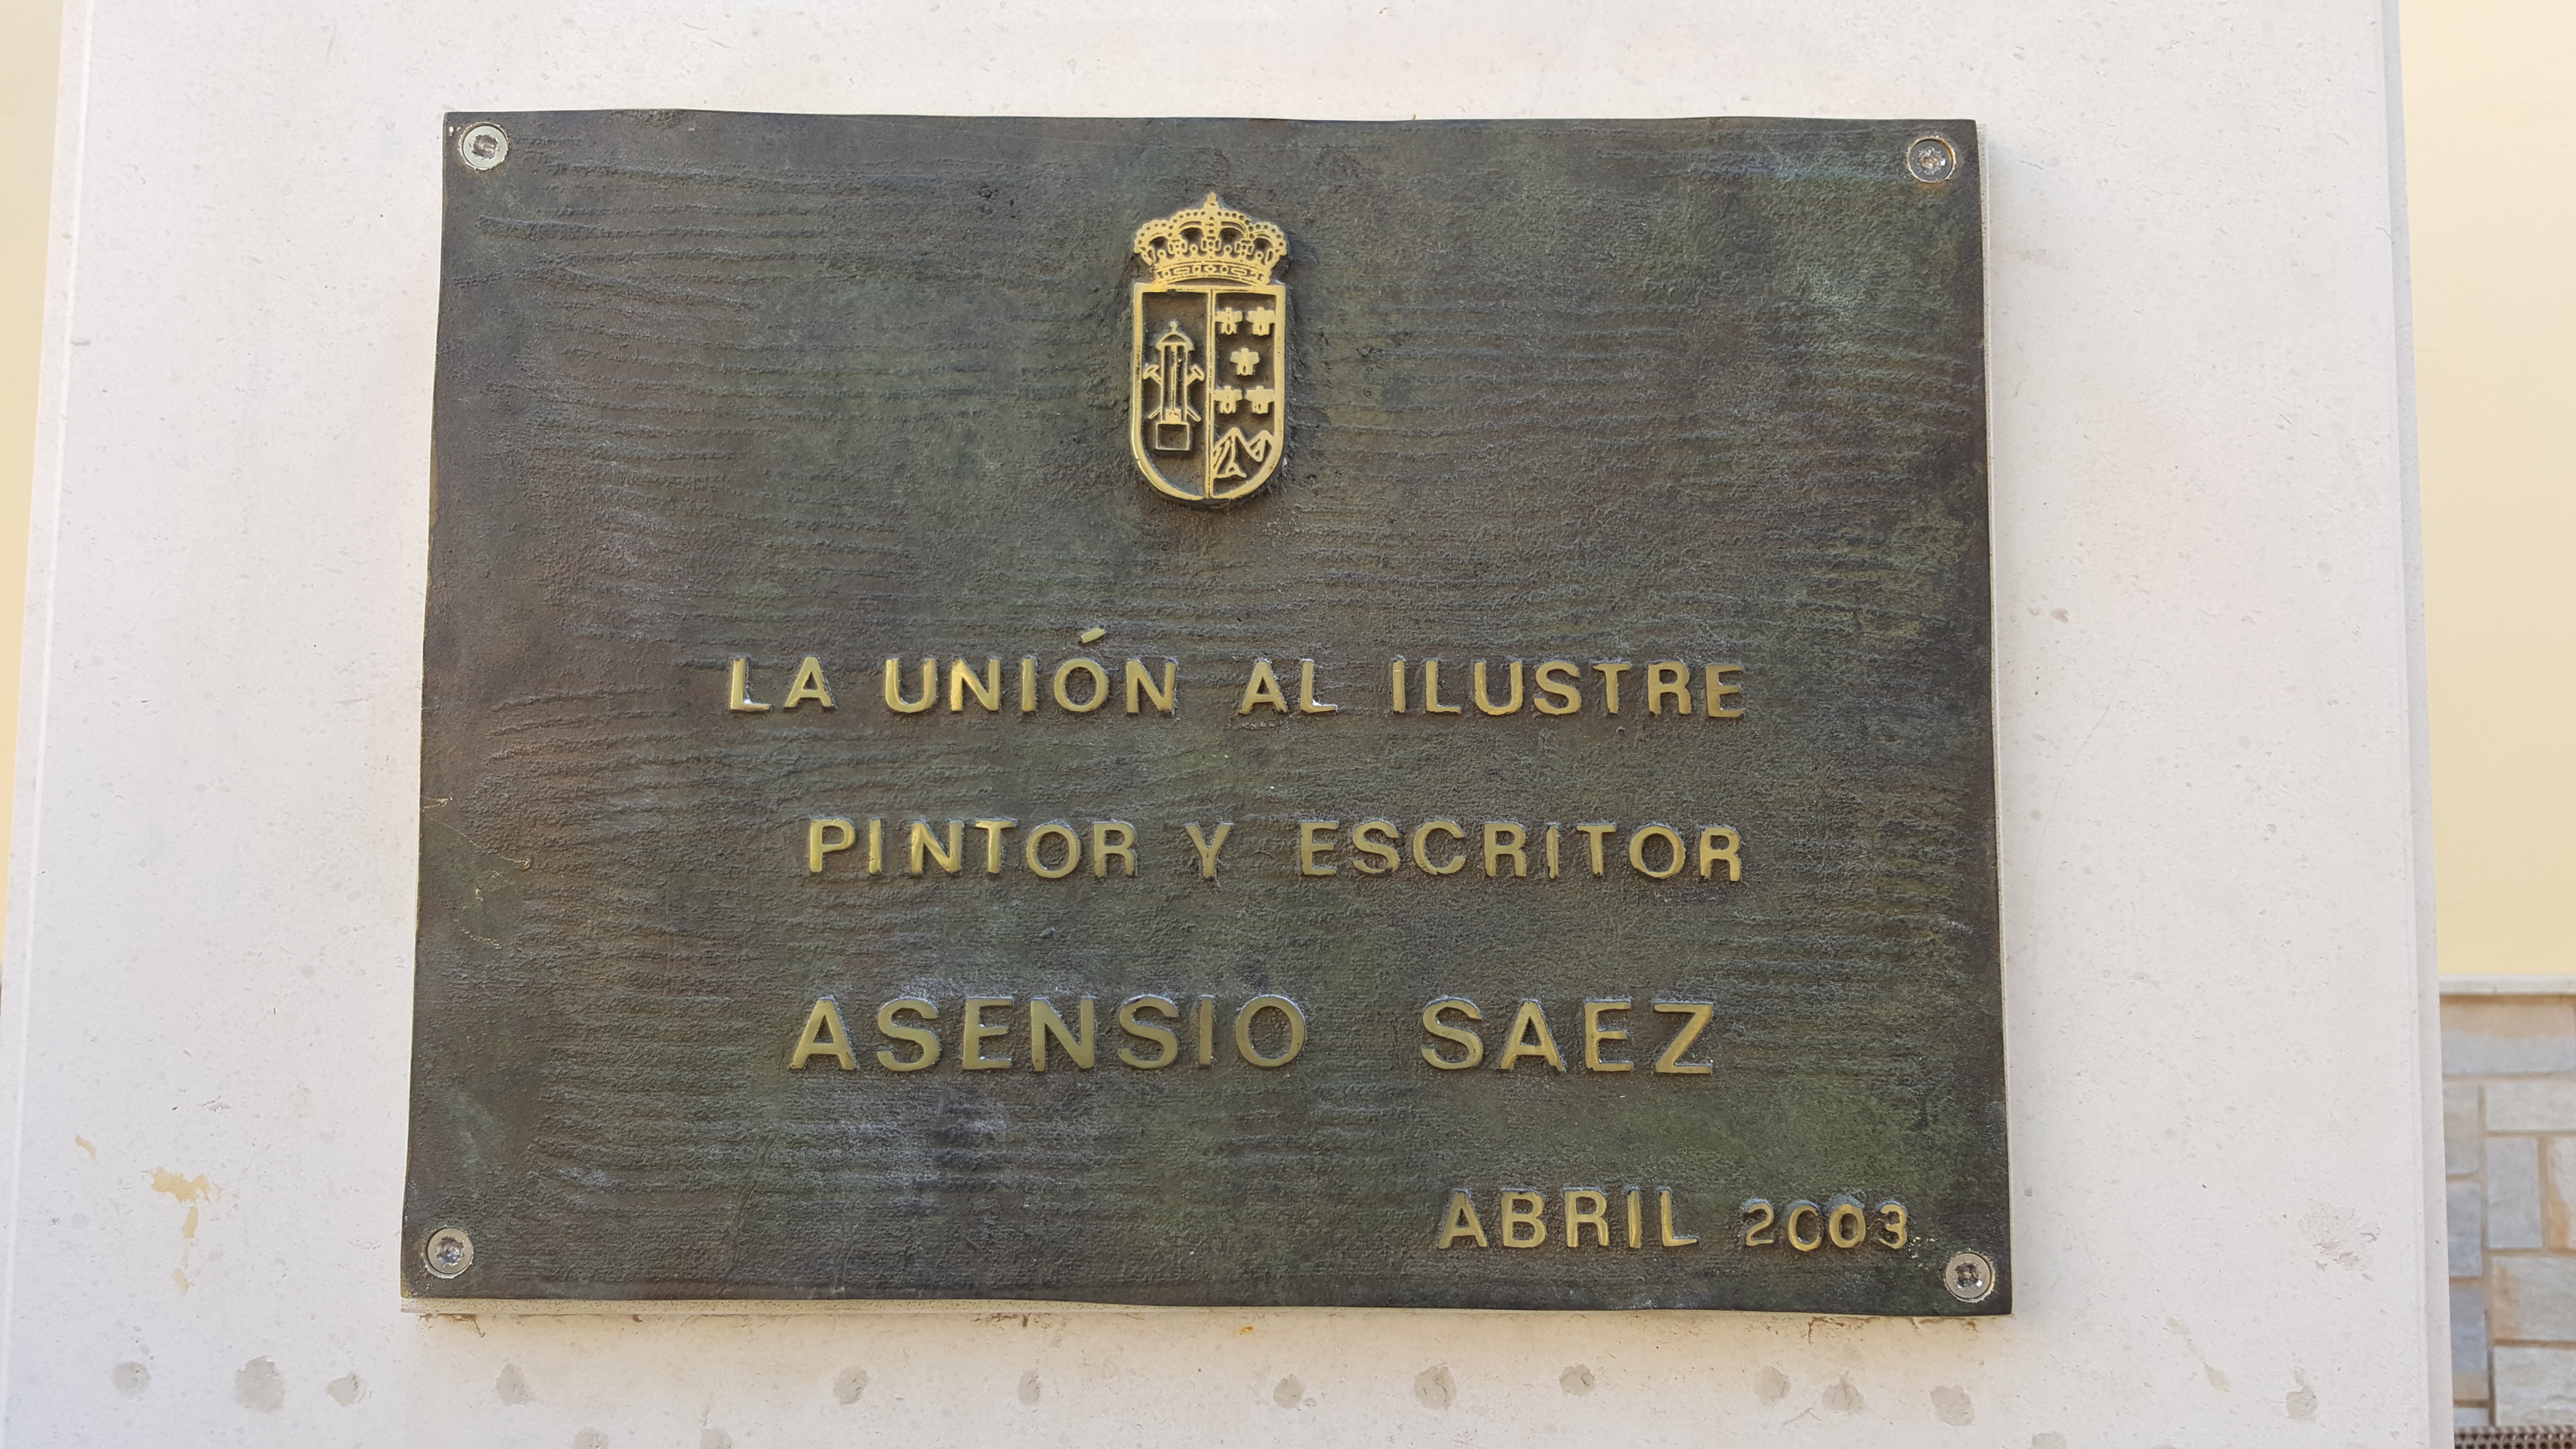 LA UNIÓN AL ILUSTRE
PINTOR Y ESCRITOR
ASENSIO SAEZ
ABRIL 2003